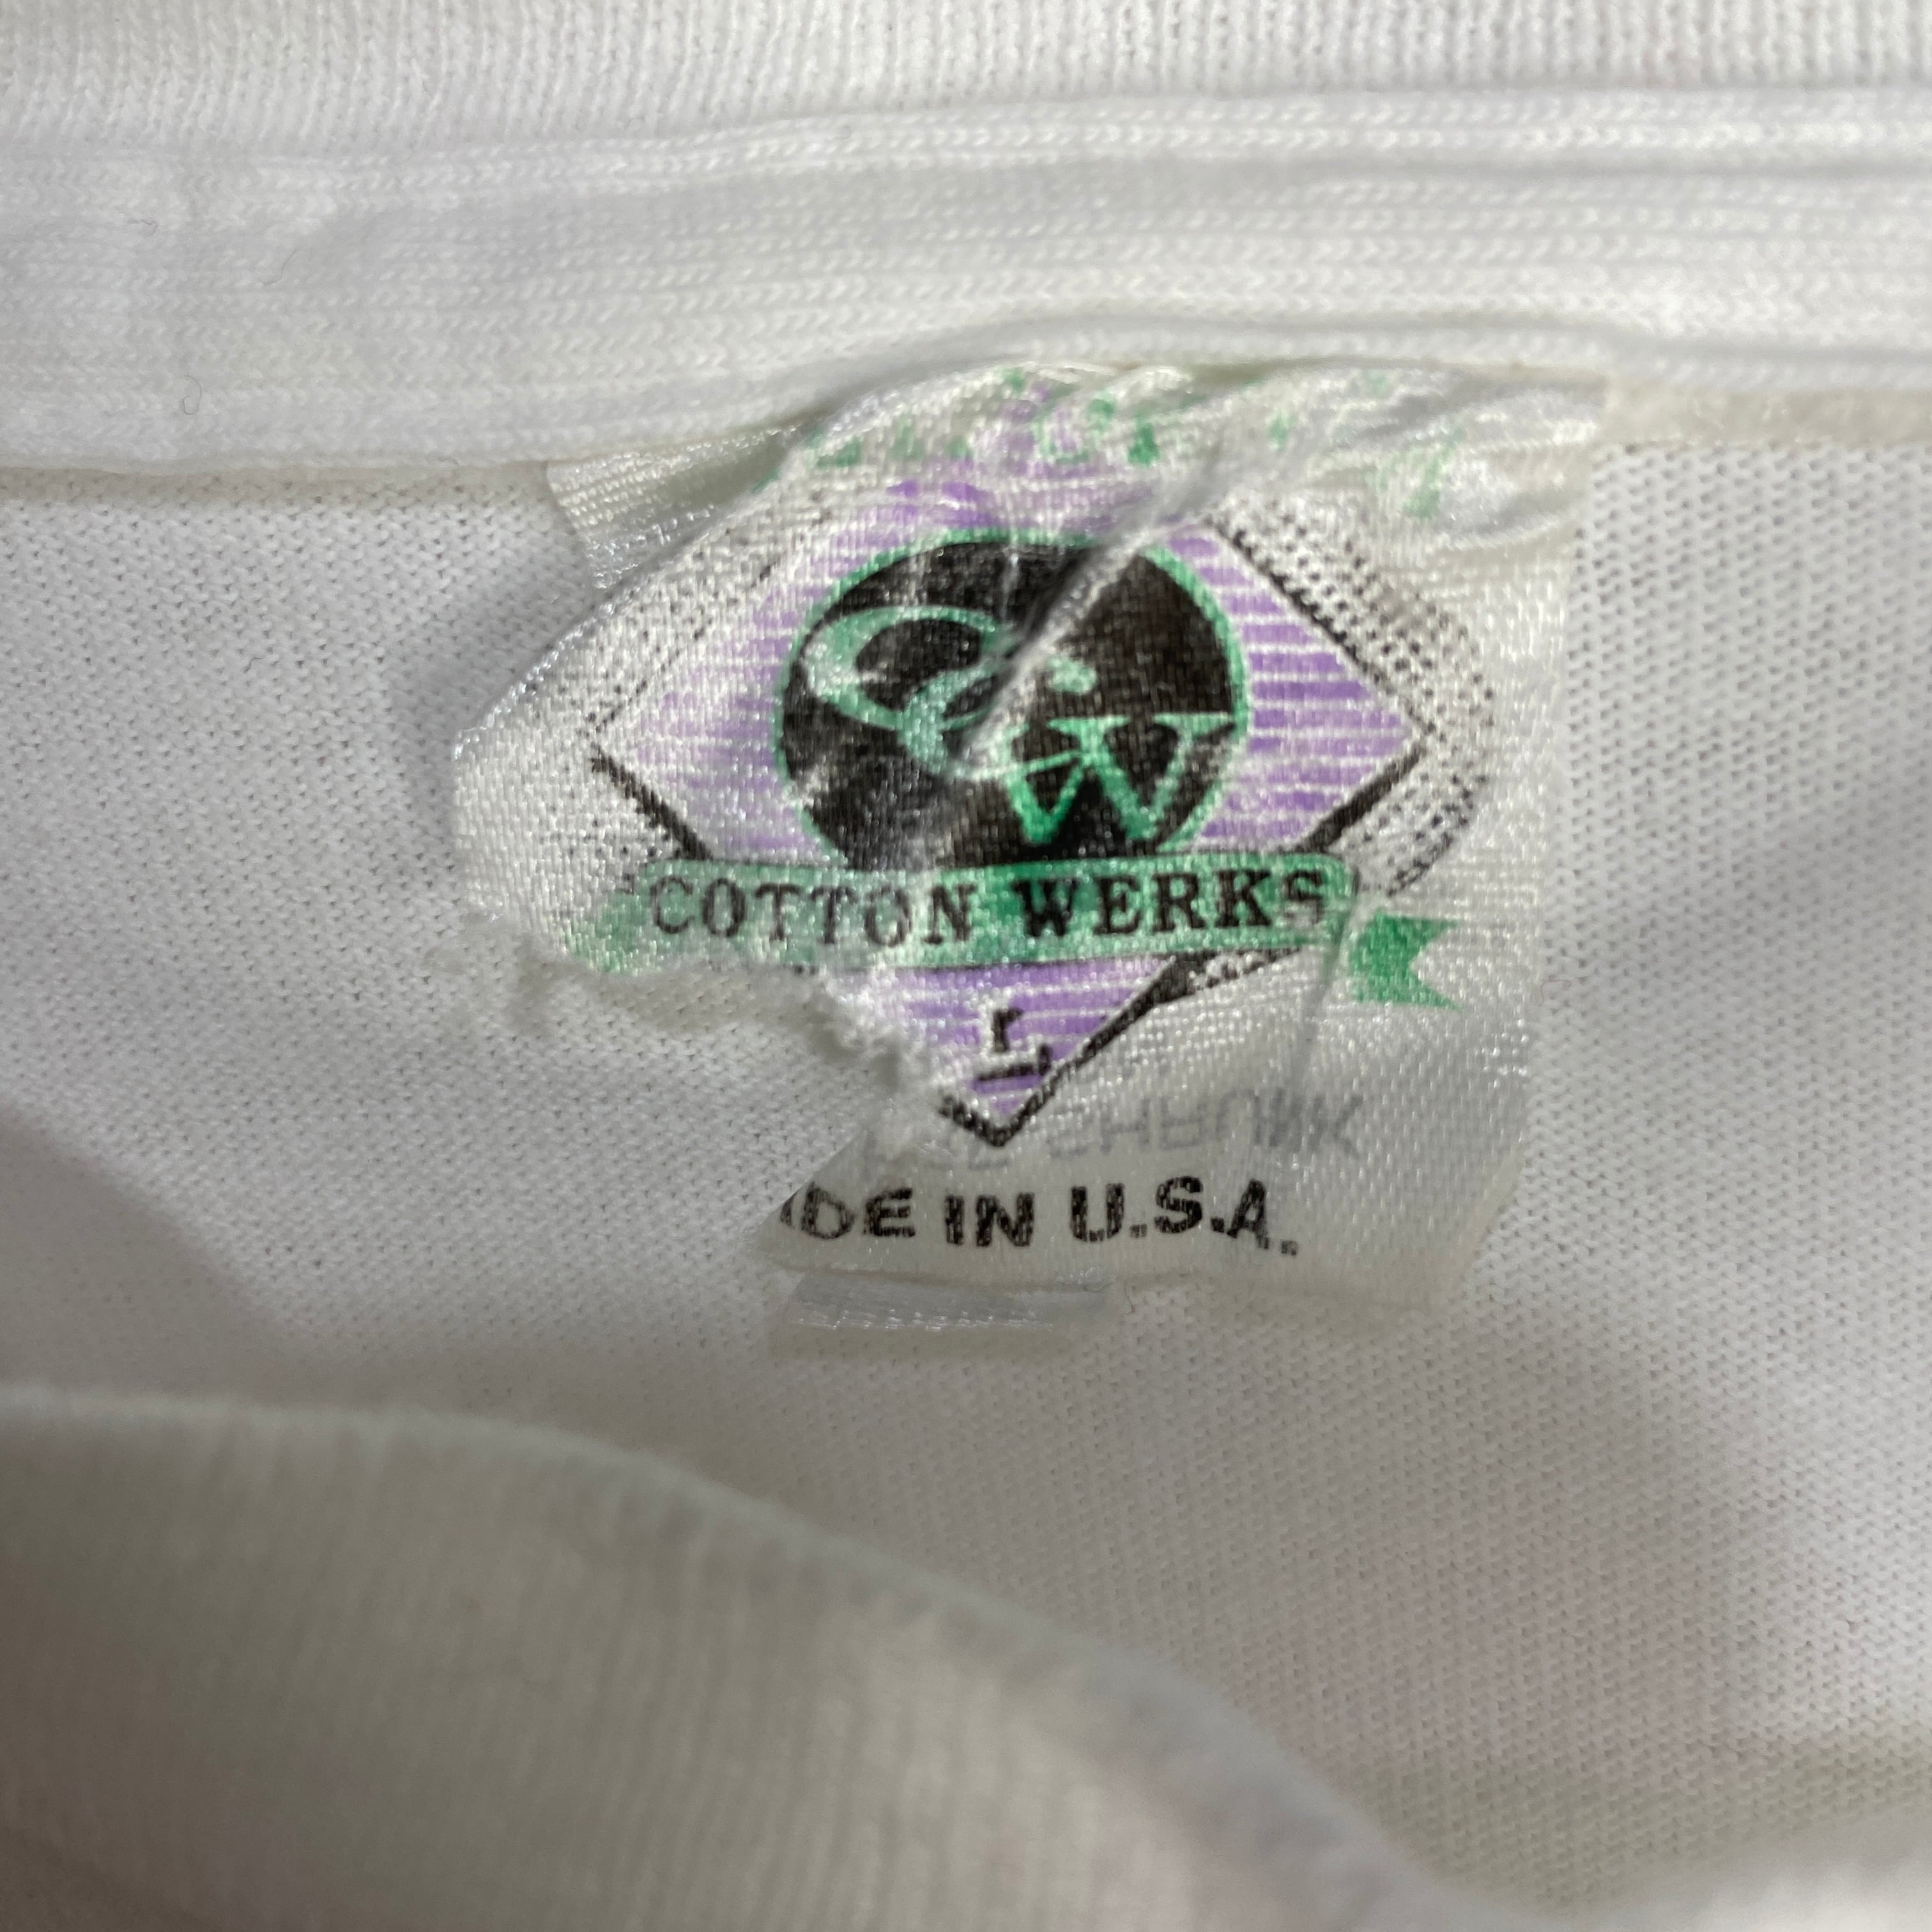 CW
COTTON WERKS
L
DE IN U.S.A.